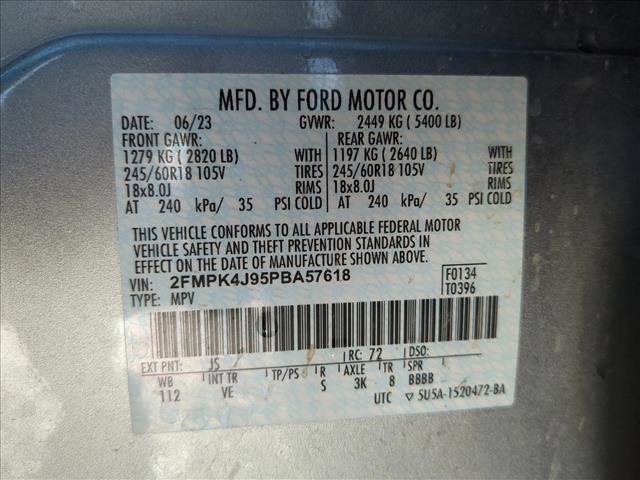 MFD. BY FORD MOTOR CO.
DATE: 06/23 GVWR: 2449 KG ( 5400 LB)
FRONT GAWR: REAR GAWR:
1279 KG ( 2820 LB) WITH 1197 KG ( 2640 LB) WITH
245/60R18 105V TIRES 245/60R18 105V TIRES
18x8.0J RIMS 18x8.0J RIMS
AT 240 kPa/ 35 PSI COLD AT 240 kPa/ 35 PSI COLD
THIS VEHICLE CONFORMS TO ALL APPLICABLE FEDERAL MOTOR
VEHICLE SAFETY AND THEFT PREVENTION STANDARDS IN
EFFECT ON THE DATE OF MANUFACTURE SHOWN ABOVE.
VIN: 2FMPK4J95PBA57618 F0134
TYPE: MPV T0396
EXT PNT: JS RC: 72 DSO:
WB INT TR TP/PS R AXLE TR SPR
112 VE S 3K 8 BBBB
UTC ▽ 5U5A-1520472-BA